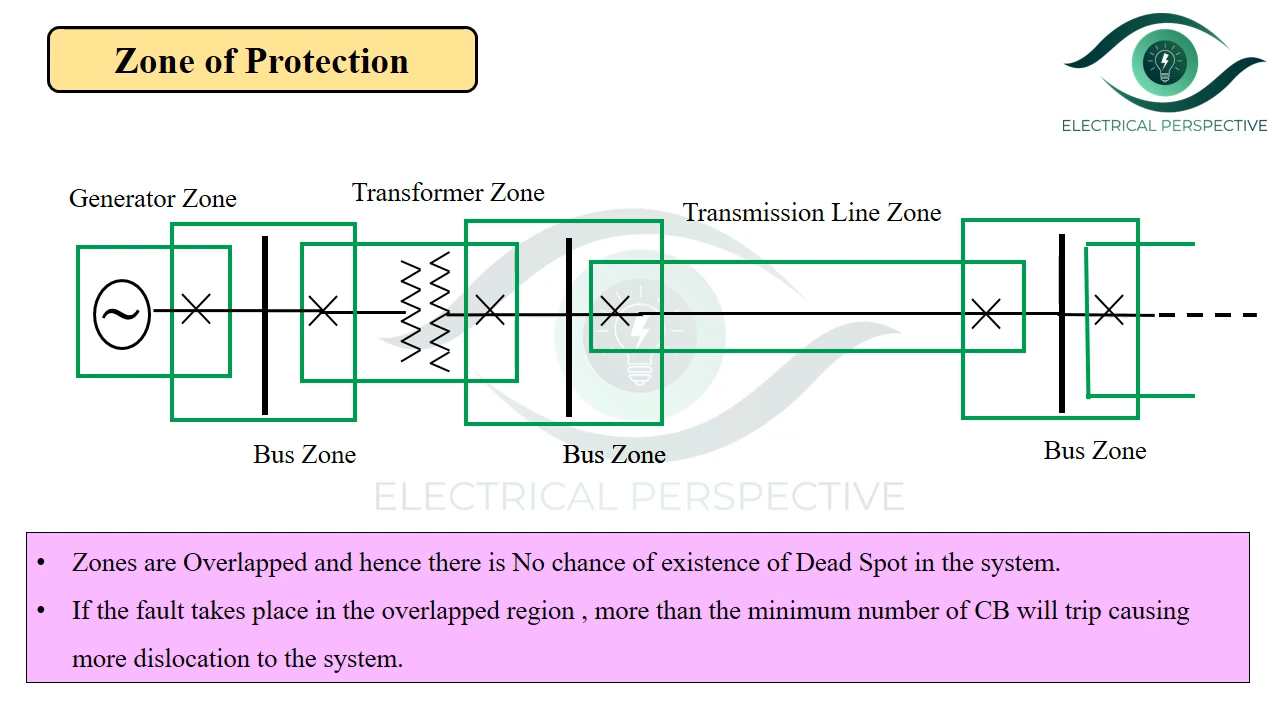 Zone of Protection
ELECTRICAL PERSPECTIVE
Generator Zone
Transformer Zone
Transmission Line Zone
Bus Zone
Bus Zone
Bus Zone
ELECTRICAL PERSPECTIVE
• Zones are Overlapped and hence there is No chance of existence of Dead Spot in the system.
• If the fault takes place in the overlapped region , more than the minimum number of CB will trip causing
more dislocation to the system.